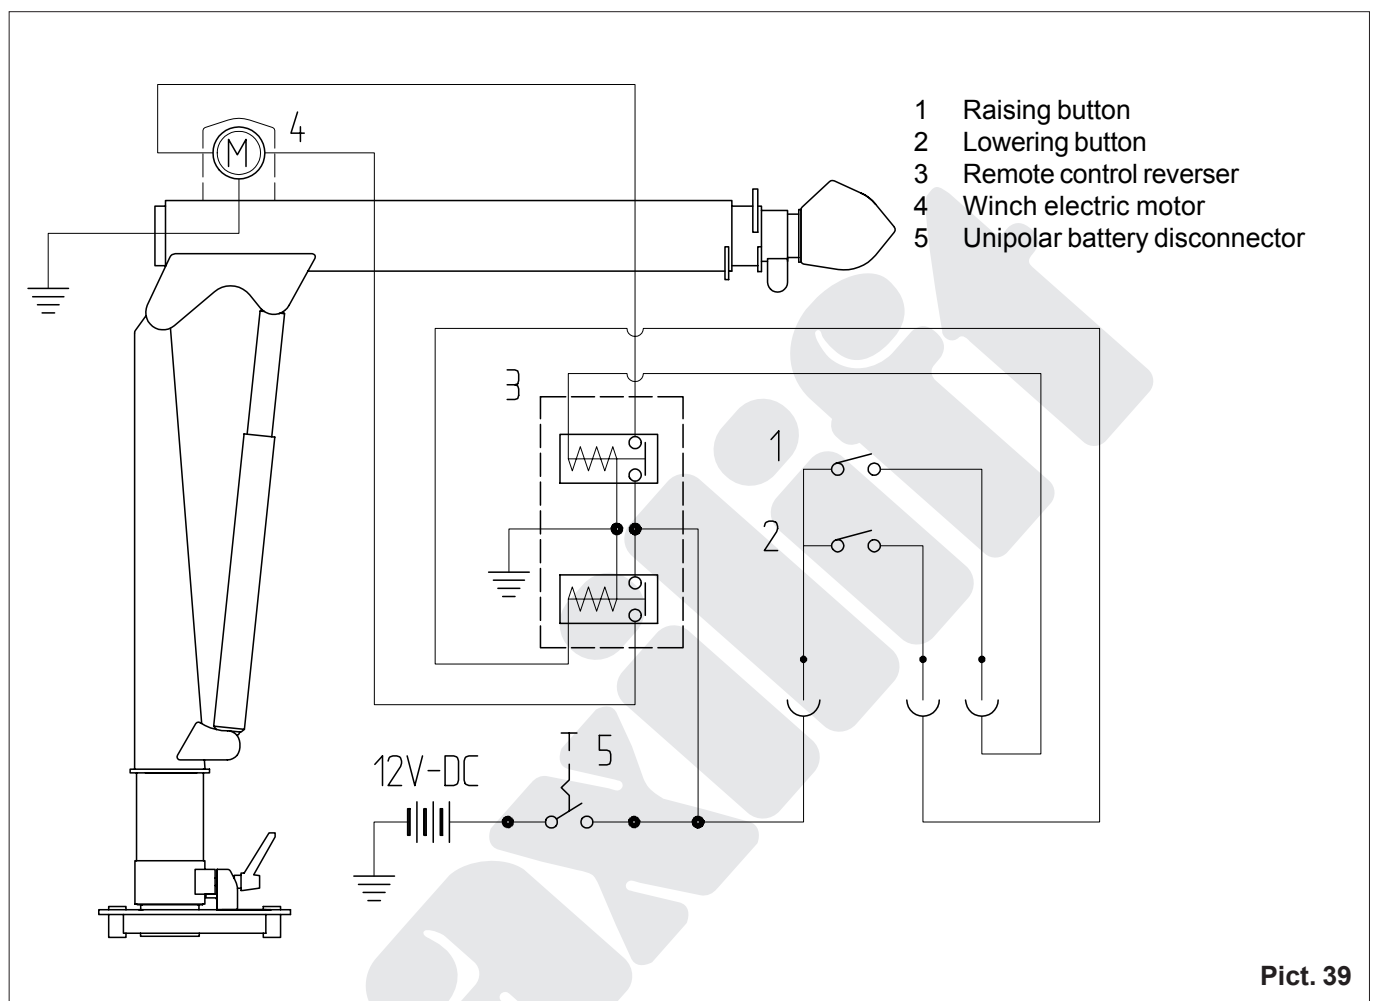 4
M
1 Raising button
2 Lowering button
3 Remote control reverser
4 Winch electric motor
5 Unipolar battery disconnector
3
1
2
5
12V-DC
axilift
Pict. 39